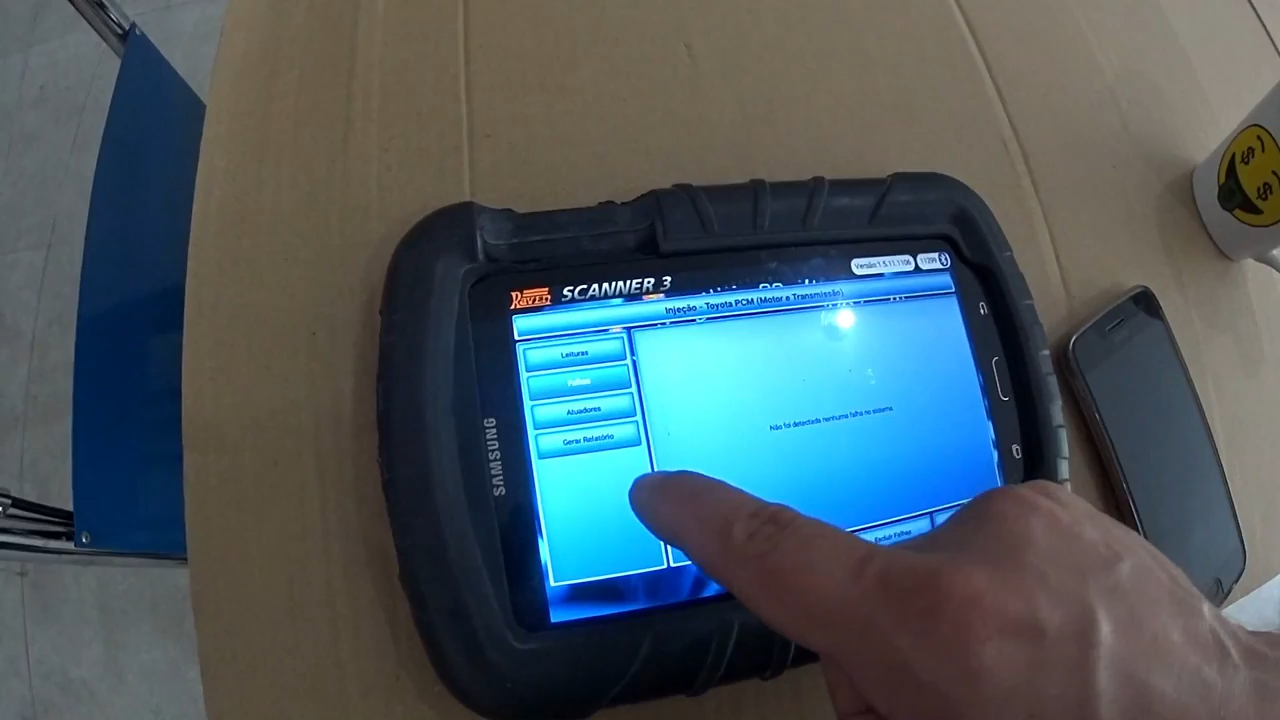 Raven SCANNER 3
Versão:1.5.11.1106
11299
Injeção - Toyota PCM (Motor e Transmissão)
Leituras
Falhas
Atuadores
Gerar Relatório
Não foi detectada nenhuma falha no sistema
Excluir Falhas
SAMSUNG
$ $